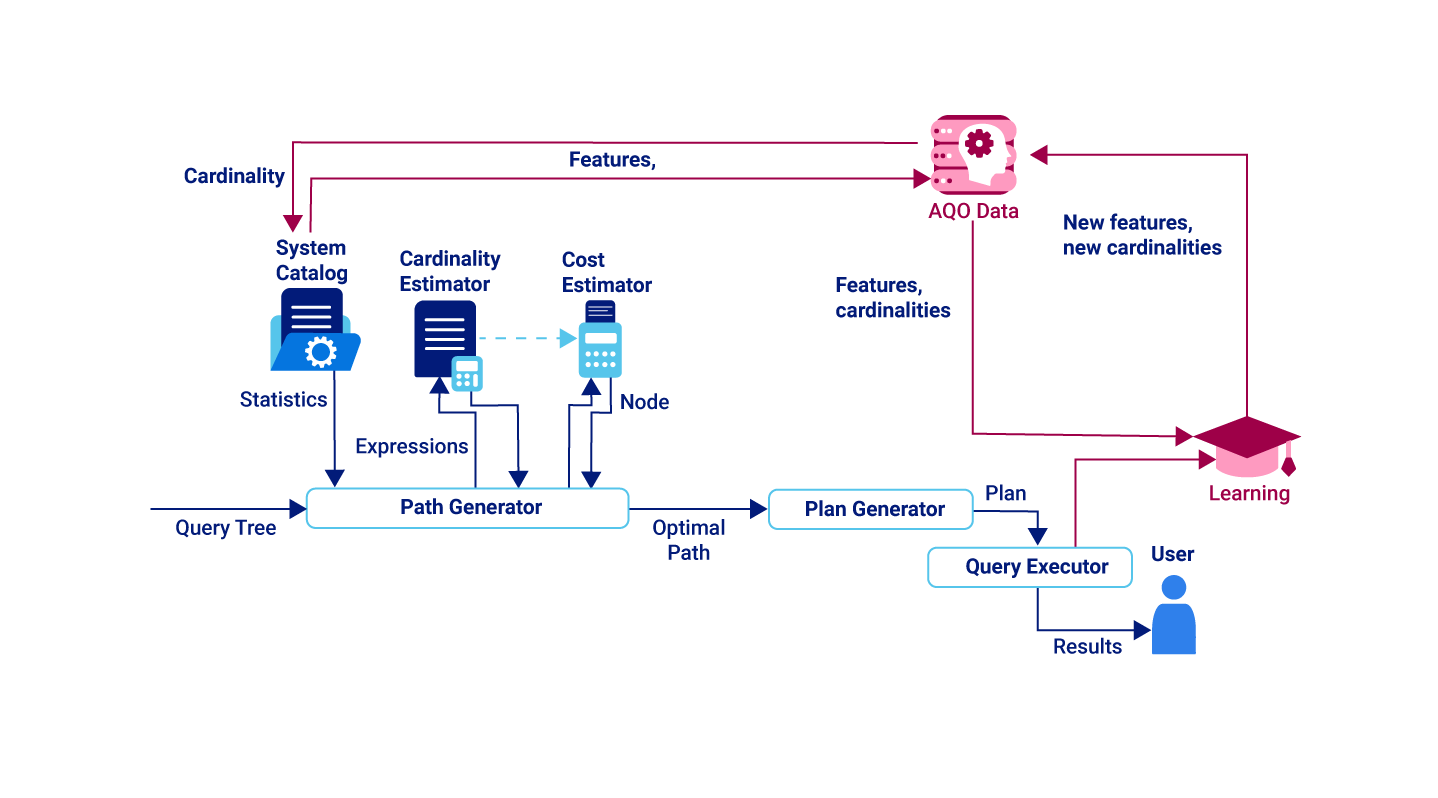 Features,
Cardinality
AQO Data
New features,
new cardinalities
System
Catalog
Cardinality
Estimator
Cost
Estimator
Features,
cardinalities
Statistics
Node
Expressions
Learning
Path Generator
Plan Generator
Plan
Query Tree
Optimal
Path
Query Executor
User
Results